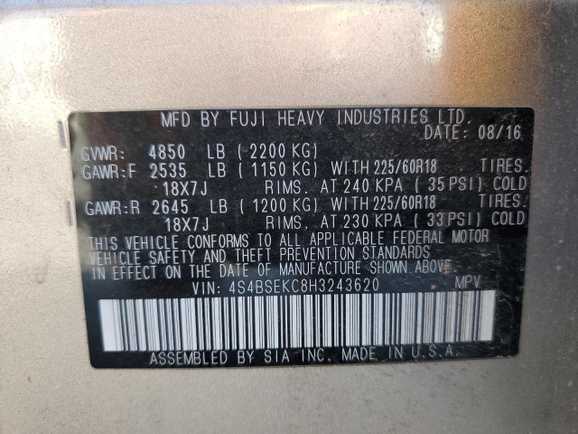 MFD BY FUJI HEAVY INDUSTRIES LTD.
DATE: 08/16
GVWR: 4850 LB (2200 KG)
GAWR:F 2535 LB (1150 KG) WITH 225/60R18 TIRES.
18X7J RIMS. AT 240 KPA (35 PSI) COLD
GAWR:R 2645 LB (1200 KG) WITH 225/60R18 TIRES.
18X7J RIMS. AT 230 KPA (33 PSI) COLD
THIS VEHICLE CONFORMS TO ALL APPLICABLE FEDERAL MOTOR
VEHICLE SAFETY AND THEFT PREVENTION STANDARDS
IN EFFECT ON THE DATE OF MANUFACTURE SHOWN ABOVE.
VIN: 4S4BSEKC8H3243620 MPV
ASSEMBLED BY SIA INC. MADE IN U.S.A.